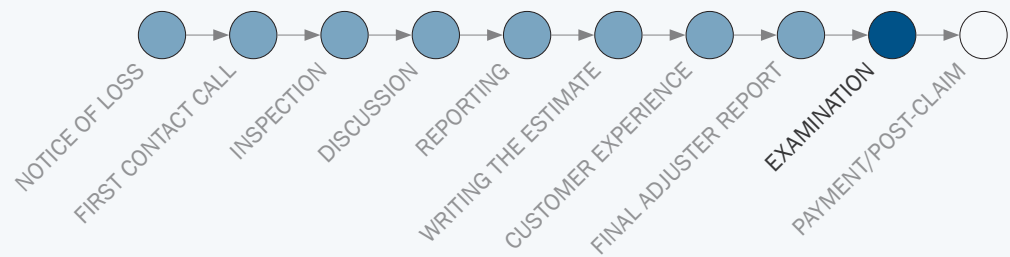 NOTICE OF LOSS
FIRST CONTACT CALL
INSPECTION
DISCUSSION
REPORTING
WRITING THE ESTIMATE
CUSTOMER EXPERIENCE
FINAL ADJUSTER REPORT
EXAMINATION
PAYMENT/POST-CLAIM